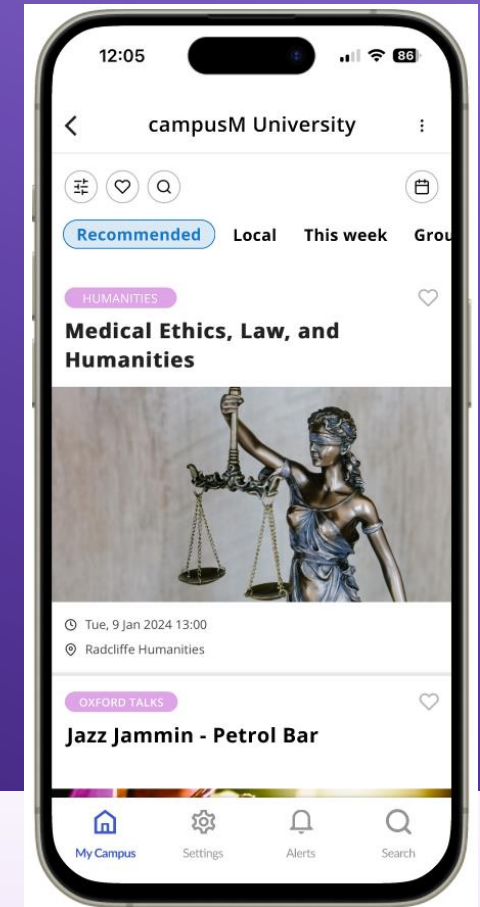 12:05
86
campusM University
Recommended Local This week Grou
HUMANITIES
Medical Ethics, Law, and
Humanities
Tue, 9 Jan 2024 13:00
Radcliffe Humanities
OXFORD TALKS
Jazz Jammin - Petrol Bar
My Campus Settings Alerts Search